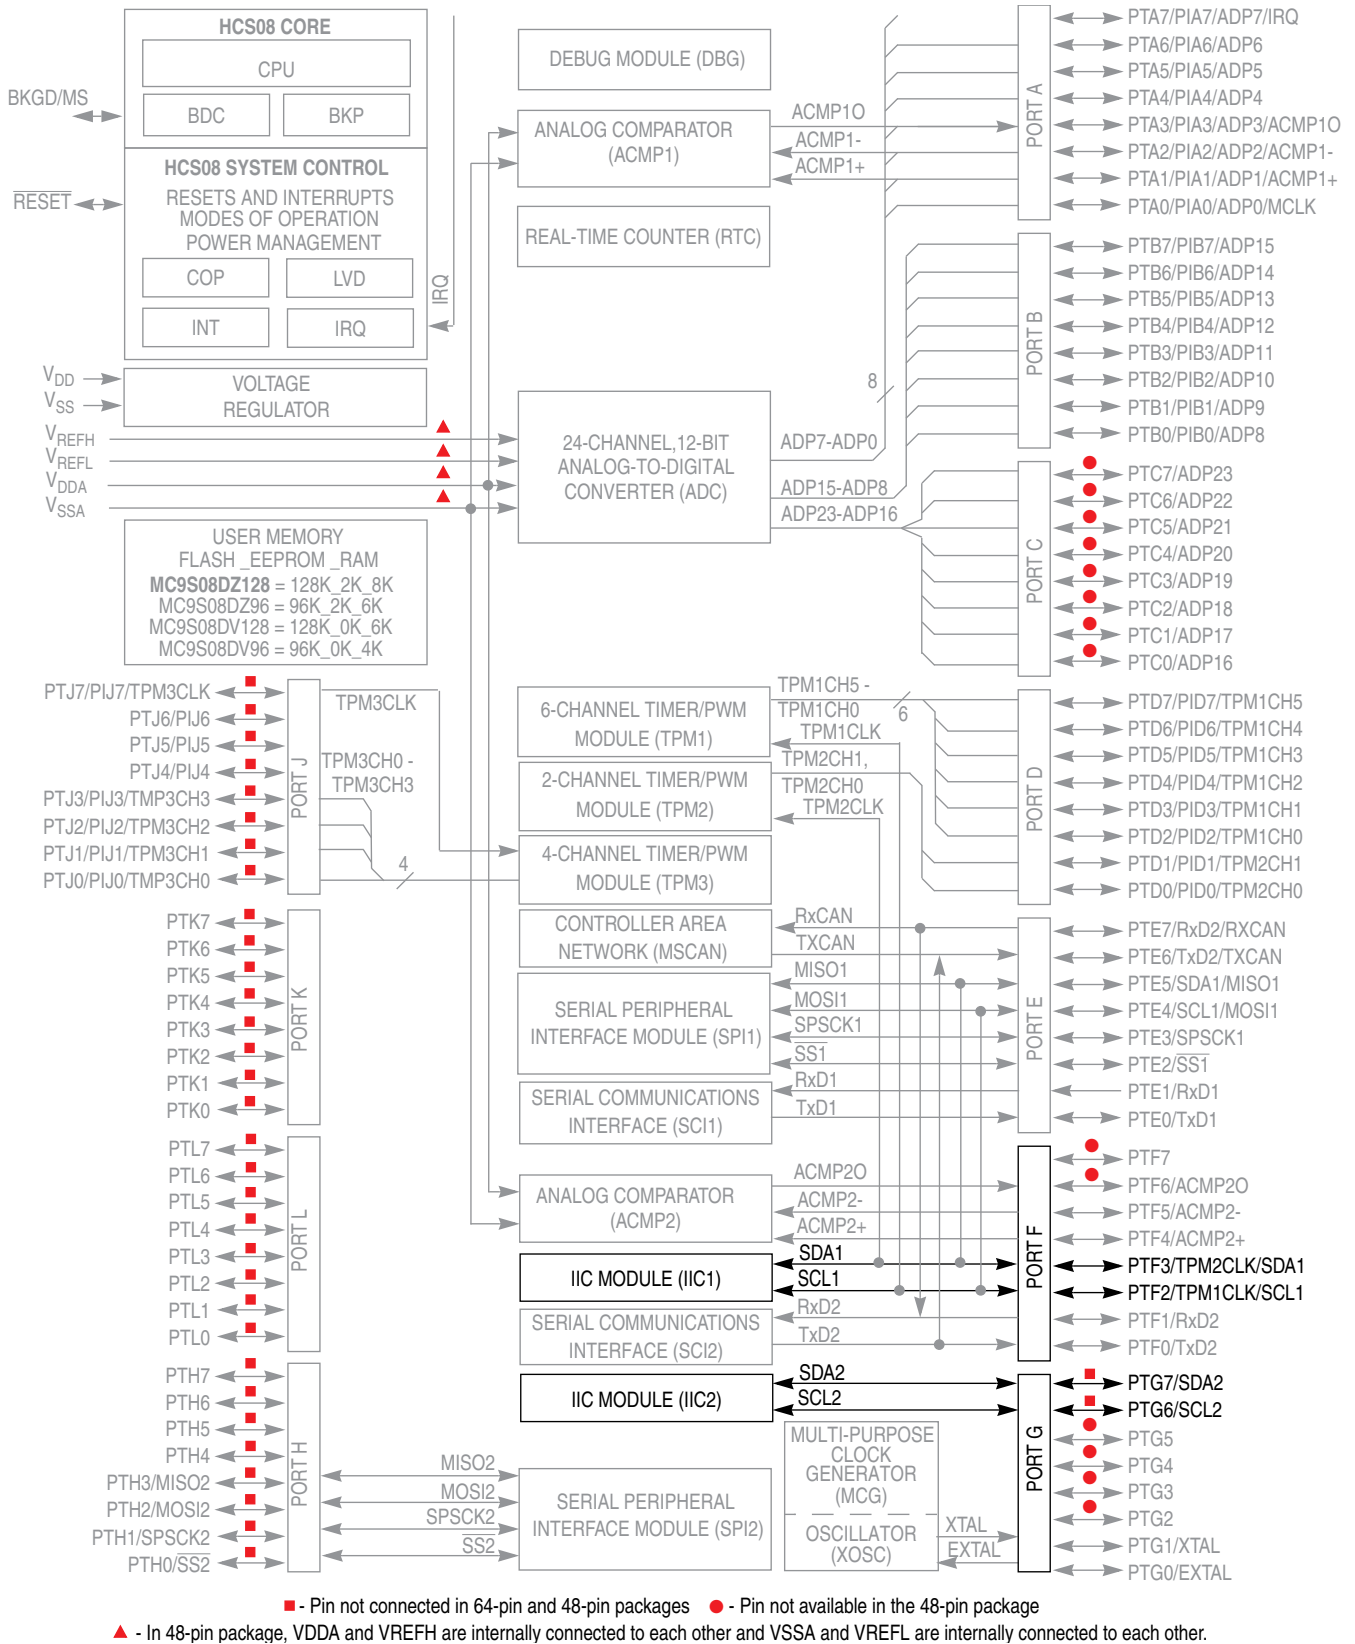 HCS08 CORE
CPU
BDC
BKP
BKGD/MS
HCS08 SYSTEM CONTROL
RESETS AND INTERRUPTS
MODES OF OPERATION
POWER MANAGEMENT
RESET
COP
LVD
INT
IRQ
IRQ
VDD
VSS
VOLTAGE
REGULATOR
VREFH
VREFL
VDDA
VSSA
USER MEMORY
FLASH _EEPROM _RAM
MC9S08DZ128 = 128K_2K_8K
MC9S08DZ96 = 96K_2K_6K
MC9S08DV128 = 128K_0K_6K
MC9S08DV96 = 96K_0K_4K
DEBUG MODULE (DBG)
ANALOG COMPARATOR
(ACMP1)
ACMP1O
ACMP1-
ACMP1+
REAL-TIME COUNTER (RTC)
24-CHANNEL,12-BIT
ANALOG-TO-DIGITAL
CONVERTER (ADC)
8
ADP7-ADP0
ADP15-ADP8
ADP23-ADP16
PORT A
PTA7/PIA7/ADP7/IRQ
PTA6/PIA6/ADP6
PTA5/PIA5/ADP5
PTA4/PIA4/ADP4
PTA3/PIA3/ADP3/ACMP1O
PTA2/PIA2/ADP2/ACMP1-
PTA1/PIA1/ADP1/ACMP1+
PTA0/PIA0/ADP0/MCLK
PORT B
PTB7/PIB7/ADP15
PTB6/PIB6/ADP14
PTB5/PIB5/ADP13
PTB4/PIB4/ADP12
PTB3/PIB3/ADP11
PTB2/PIB2/ADP10
PTB1/PIB1/ADP9
PTB0/PIB0/ADP8
PORT C
PTC7/ADP23
PTC6/ADP22
PTC5/ADP21
PTC4/ADP20
PTC3/ADP19
PTC2/ADP18
PTC1/ADP17
PTC0/ADP16
PTJ7/PIJ7/TPM3CLK
PTJ6/PIJ6
PTJ5/PIJ5
PTJ4/PIJ4
PTJ3/PIJ3/TMP3CH3
PTJ2/PIJ2/TPM3CH2
PTJ1/PIJ1/TPM3CH1
PTJ0/PIJ0/TMP3CH0
PORT J
TPM3CLK
TPM3CH0 -
TPM3CH3
4
6-CHANNEL TIMER/PWM
MODULE (TPM1)
TPM1CH5 -
TPM1CH0
6
TPM1CLK
2-CHANNEL TIMER/PWM
MODULE (TPM2)
TPM2CH1,
TPM2CH0
TPM2CLK
4-CHANNEL TIMER/PWM
MODULE (TPM3)
PORT D
PTD7/PID7/TPM1CH5
PTD6/PID6/TPM1CH4
PTD5/PID5/TPM1CH3
PTD4/PID4/TPM1CH2
PTD3/PID3/TPM1CH1
PTD2/PID2/TPM1CH0
PTD1/PID1/TPM2CH1
PTD0/PID0/TPM2CH0
PTK7
PTK6
PTK5
PTK4
PTK3
PTK2
PTK1
PTK0
PORT K
CONTROLLER AREA
NETWORK (MSCAN)
RxCAN
TXCAN
SERIAL PERIPHERAL
INTERFACE MODULE (SPI1)
MISO1
MOSI1
SPSCK1
SS1
SERIAL COMMUNICATIONS
INTERFACE (SCI1)
RxD1
TxD1
PORT E
PTE7/RxD2/RXCAN
PTE6/TxD2/TXCAN
PTE5/SDA1/MISO1
PTE4/SCL1/MOSI1
PTE3/SPSCK1
PTE2/SS1
PTE1/RxD1
PTE0/TxD1
PTL7
PTL6
PTL5
PTL4
PTL3
PTL2
PTL1
PTL0
PORT L
ANALOG COMPARATOR
(ACMP2)
ACMP2O
ACMP2-
ACMP2+
IIC MODULE (IIC1)
SDA1
SCL1
SERIAL COMMUNICATIONS
INTERFACE (SCI2)
RxD2
TxD2
PORT F
PTF7
PTF6/ACMP2O
PTF5/ACMP2-
PTF4/ACMP2+
PTF3/TPM2CLK/SDA1
PTF2/TPM1CLK/SCL1
PTF1/RxD2
PTF0/TxD2
PTH7
PTH6
PTH5
PTH4
PTH3/MISO2
PTH2/MOSI2
PTH1/SPSCK2
PTH0/SS2
PORT H
MISO2
MOSI2
SPSCK2
SS2
IIC MODULE (IIC2)
SDA2
SCL2
SERIAL PERIPHERAL
INTERFACE MODULE (SPI2)
MULTI-PURPOSE
CLOCK
GENERATOR
(MCG)
OSCILLATOR
(XOSC)
XTAL
EXTAL
PORT G
PTG7/SDA2
PTG6/SCL2
PTG5
PTG4
PTG3
PTG2
PTG1/XTAL
PTG0/EXTAL
- Pin not connected in 64-pin and 48-pin packages - Pin not available in the 48-pin package
- In 48-pin package, VDDA and VREFH are internally connected to each other and VSSA and VREFL are internally connected to each other.